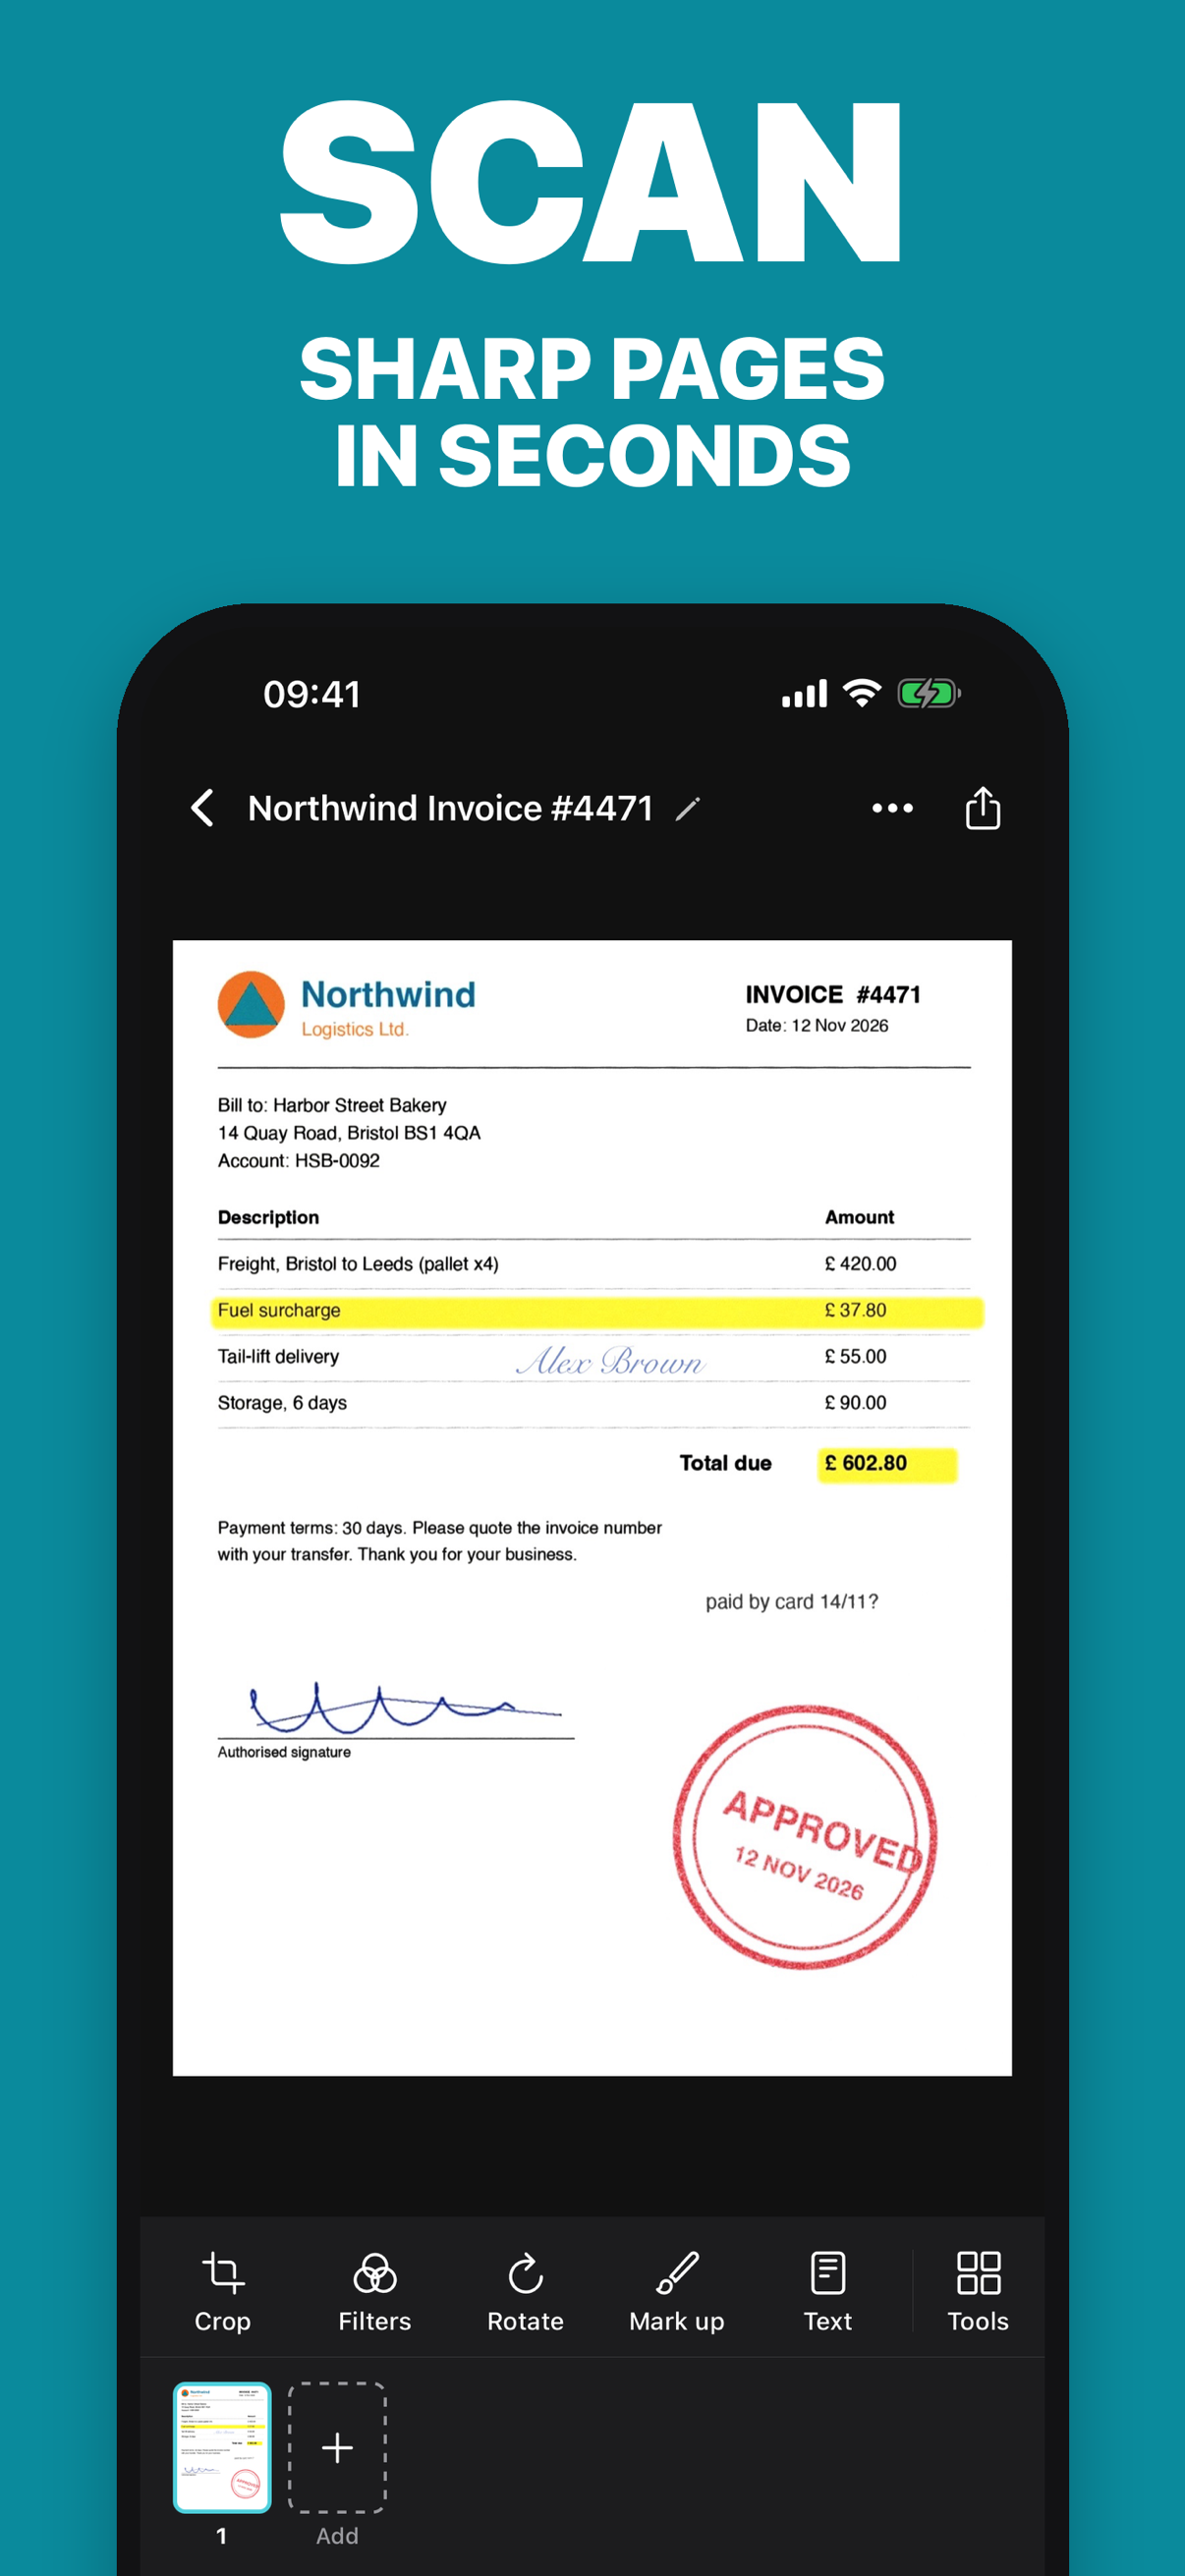 SCAN
SHARP PAGES
IN SECONDS
09:41
Northwind Invoice #4471
Northwind
Logistics Ltd.
INVOICE #4471
Date: 12 Nov 2026
Bill to: Harbor Street Bakery
14 Quay Road, Bristol BS1 4QA
Account: HSB-0092
Description Amount
Freight, Bristol to Leeds (pallet x4) £ 420.00
Fuel surcharge £ 37.80
Tail-lift delivery Alex Brown £ 55.00
Storage, 6 days £ 90.00
Total due £ 602.80
Payment terms: 30 days. Please quote the invoice number
with your transfer. Thank you for your business.
paid by card 14/11?
Authorised signature
APPROVED
12 NOV 2026
Crop Filters Rotate Mark up Text Tools
1 Add